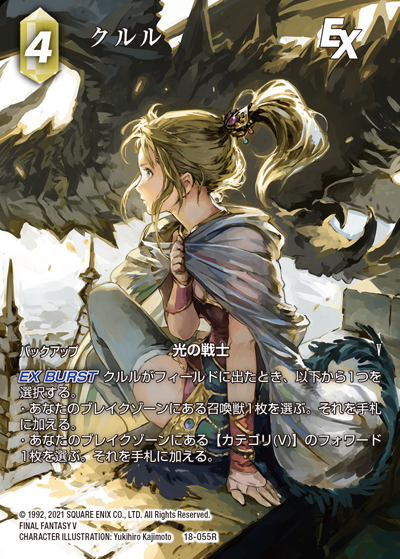 4 クルル EX
バックアップ 光の戦士 V
EX BURST クルルがフィールドに出たとき、以下から1つを
選択する。
・あなたのブレイクゾーンにある召喚獣1枚を選ぶ。それを手札
に加える。
・あなたのブレイクゾーンにある【カテゴリ(V)】のフォワード
1枚を選ぶ。それを手札に加える。
© 1992, 2021 SQUARE ENIX CO., LTD. All Rights Reserved.
FINAL FANTASY V
CHARACTER ILLUSTRATION: Yukihiro Kajimoto 18-055R